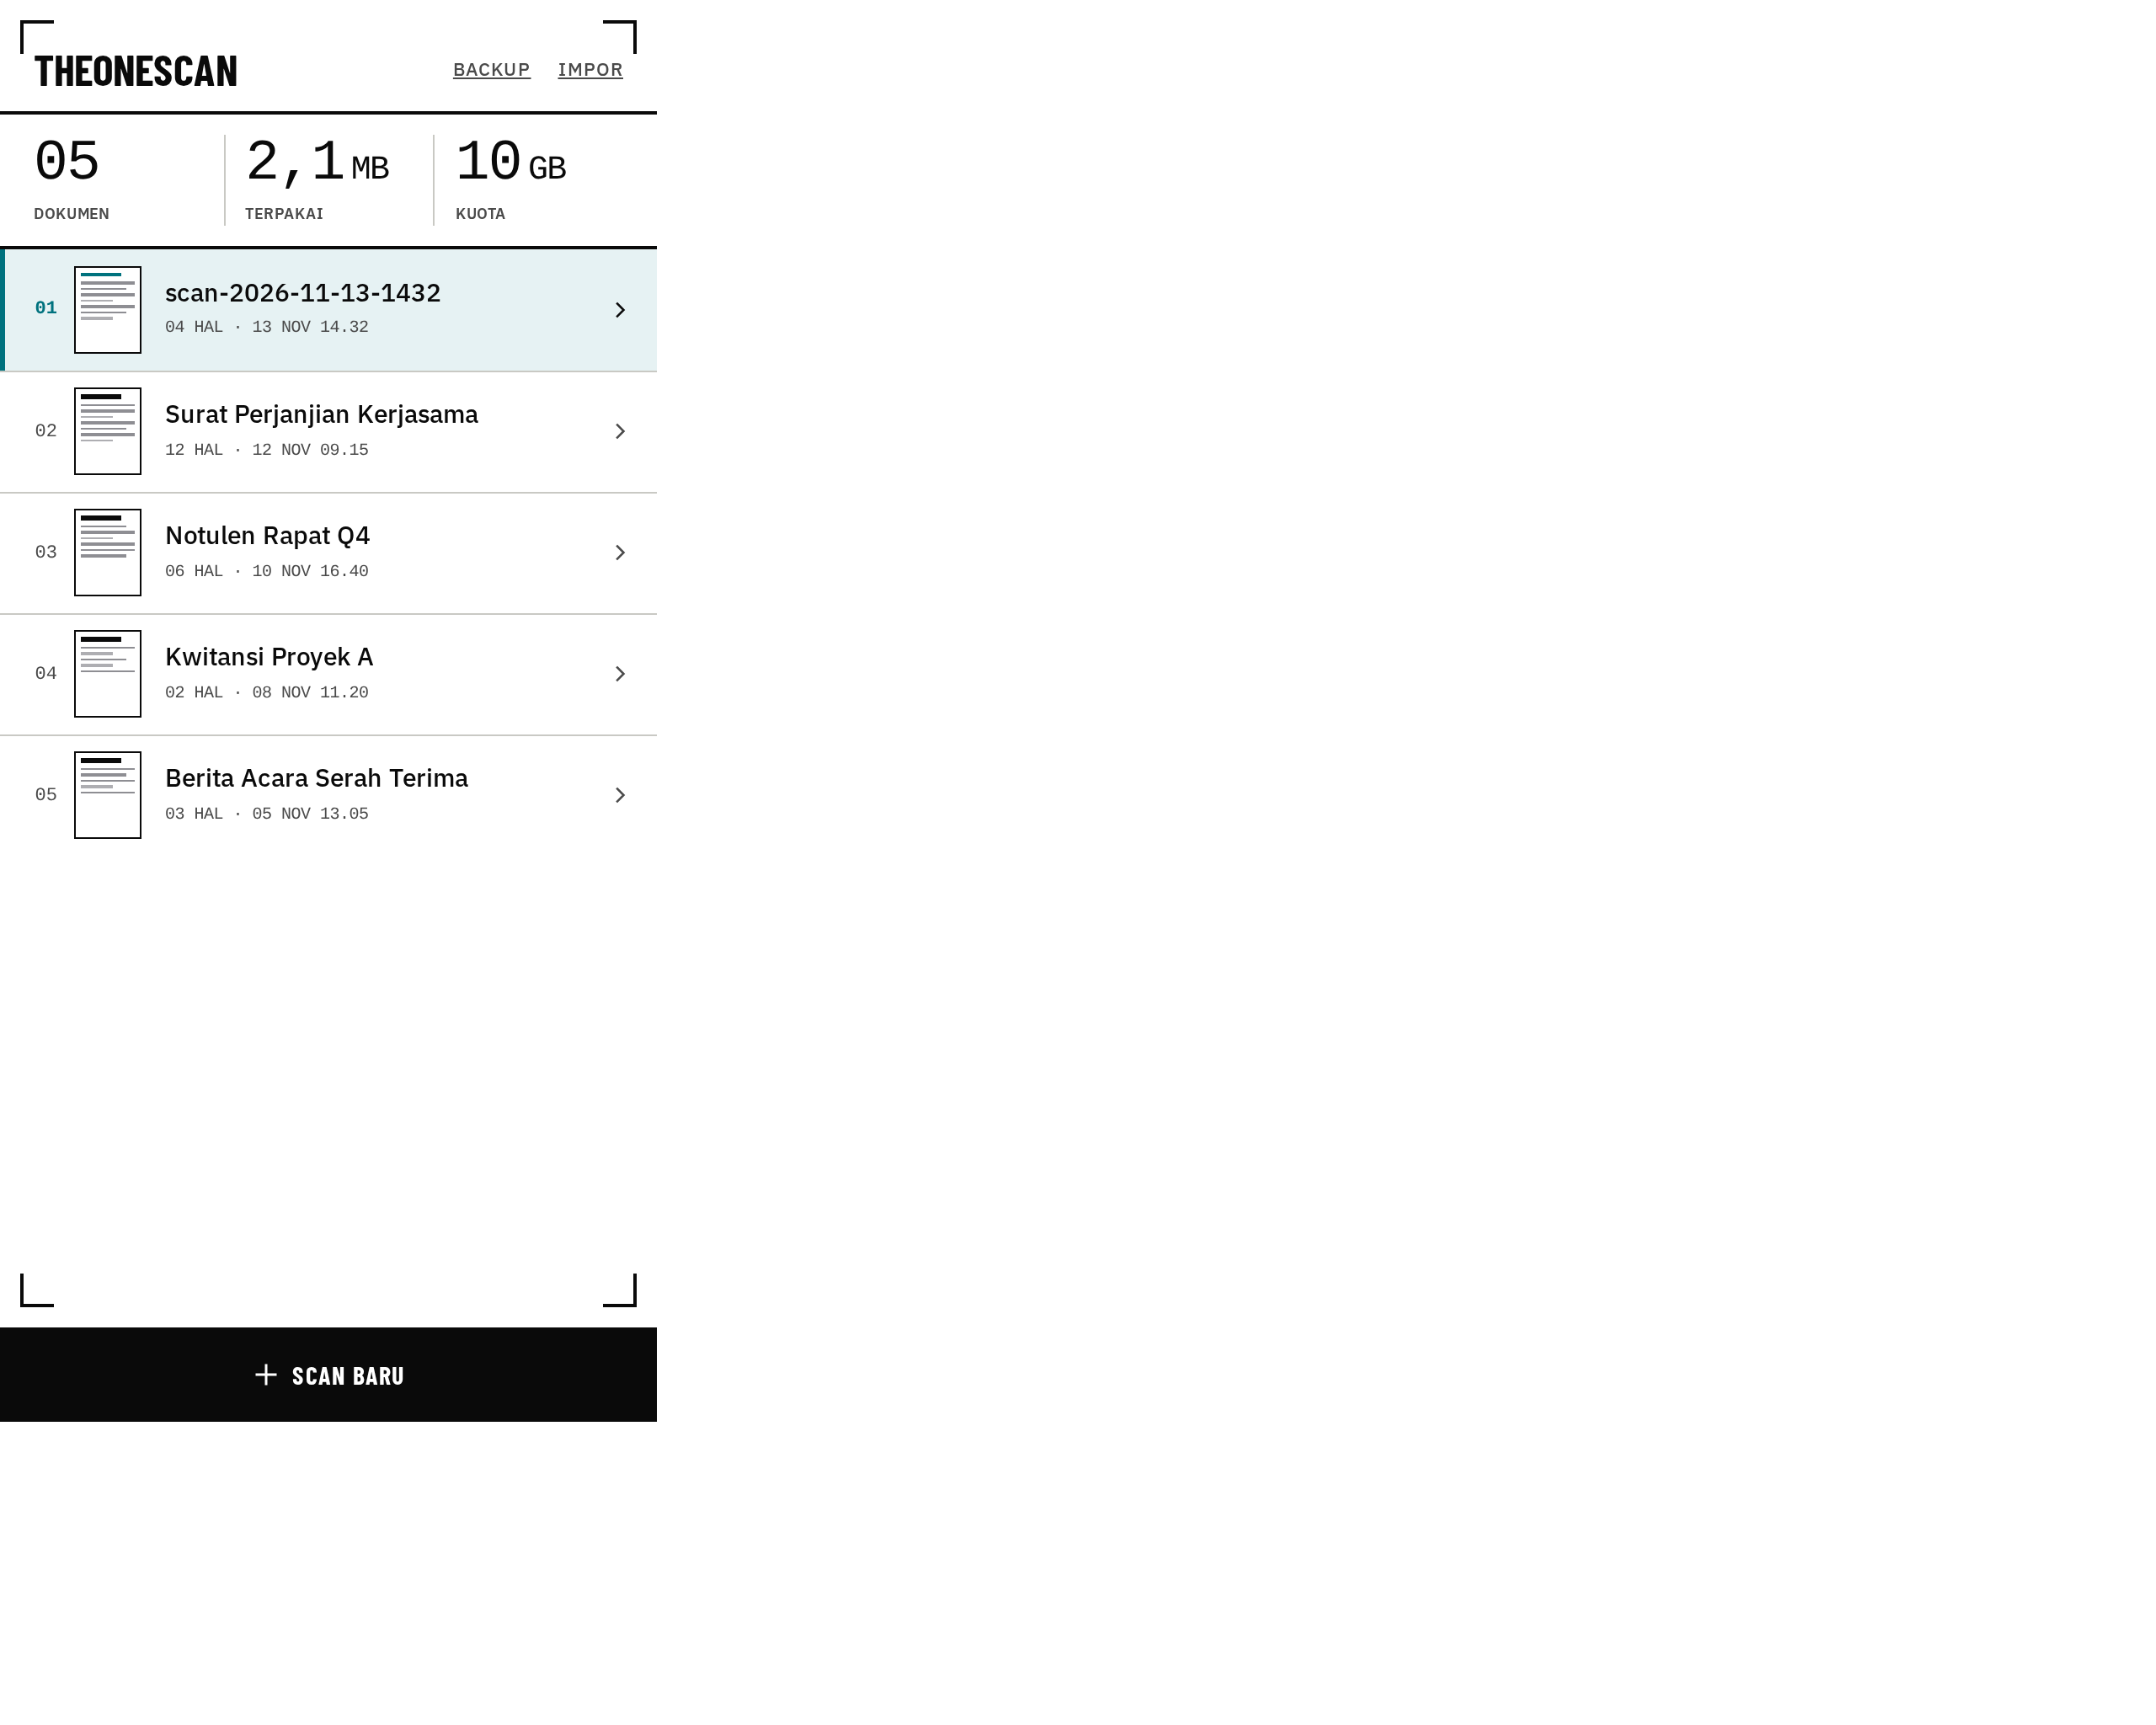 THEONESCAN BACKUP IMPOR
05 2,1 MB 10 GB
DOKUMEN TERPAKAI KUOTA
01 scan-2026-11-13-1432
04 HAL · 13 NOV 14.32
02 Surat Perjanjian Kerjasama
12 HAL · 12 NOV 09.15
03 Notulen Rapat Q4
06 HAL · 10 NOV 16.40
04 Kwitansi Proyek A
02 HAL · 08 NOV 11.20
05 Berita Acara Serah Terima
03 HAL · 05 NOV 13.05
SCAN BARU